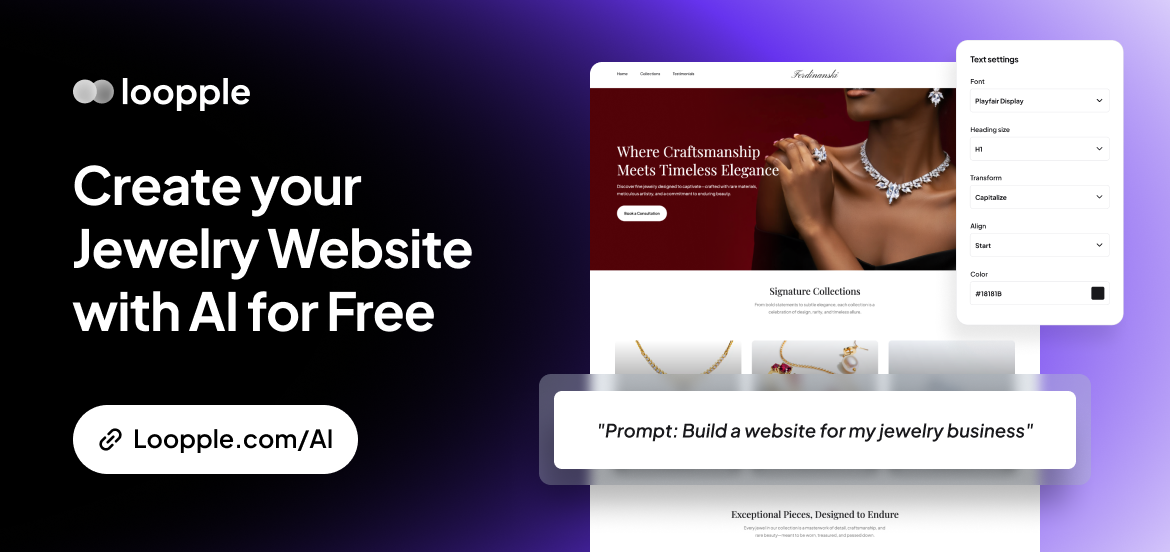 loopple
Create your
Jewelry Website
with AI for Free
Loopple.com/AI
Home Collections Testimonials
Ferdinanski
Where Craftsmanship
Meets Timeless Elegance
Discover fine jewelry designed to captivate—crafted with rare materials,
meticulous artistry, and a commitment to enduring beauty.
Book a Consultation
Signature Collections
From bold statements to subtle elegance, each collection is a
celebration of design, rarity, and timeless allure.
"Prompt: Build a website for my jewelry business"
Exceptional Pieces, Designed to Endure
Every jewel in our collection is a masterwork of detail, craftsmanship, and
rare beauty—meant to be worn, treasured, and passed down.
Text settings
Font
Playfair Display
Heading size
H1
Transform
Capitalize
Align
Start
Color
#18181B